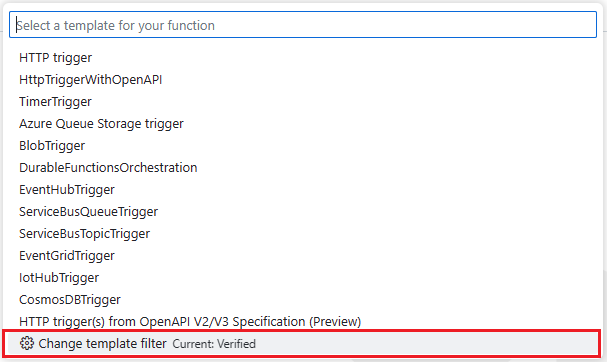 Select a template for your function
HTTP trigger
HttpTriggerWithOpenAPI
TimerTrigger
Azure Queue Storage trigger
BlobTrigger
DurableFunctionsOrchestration
EventHubTrigger
ServiceBusQueueTrigger
ServiceBusTopicTrigger
EventGridTrigger
IotHubTrigger
CosmosDBTrigger
HTTP trigger(s) from OpenAPI V2/V3 Specification (Preview)
Change template filter Current: Verified